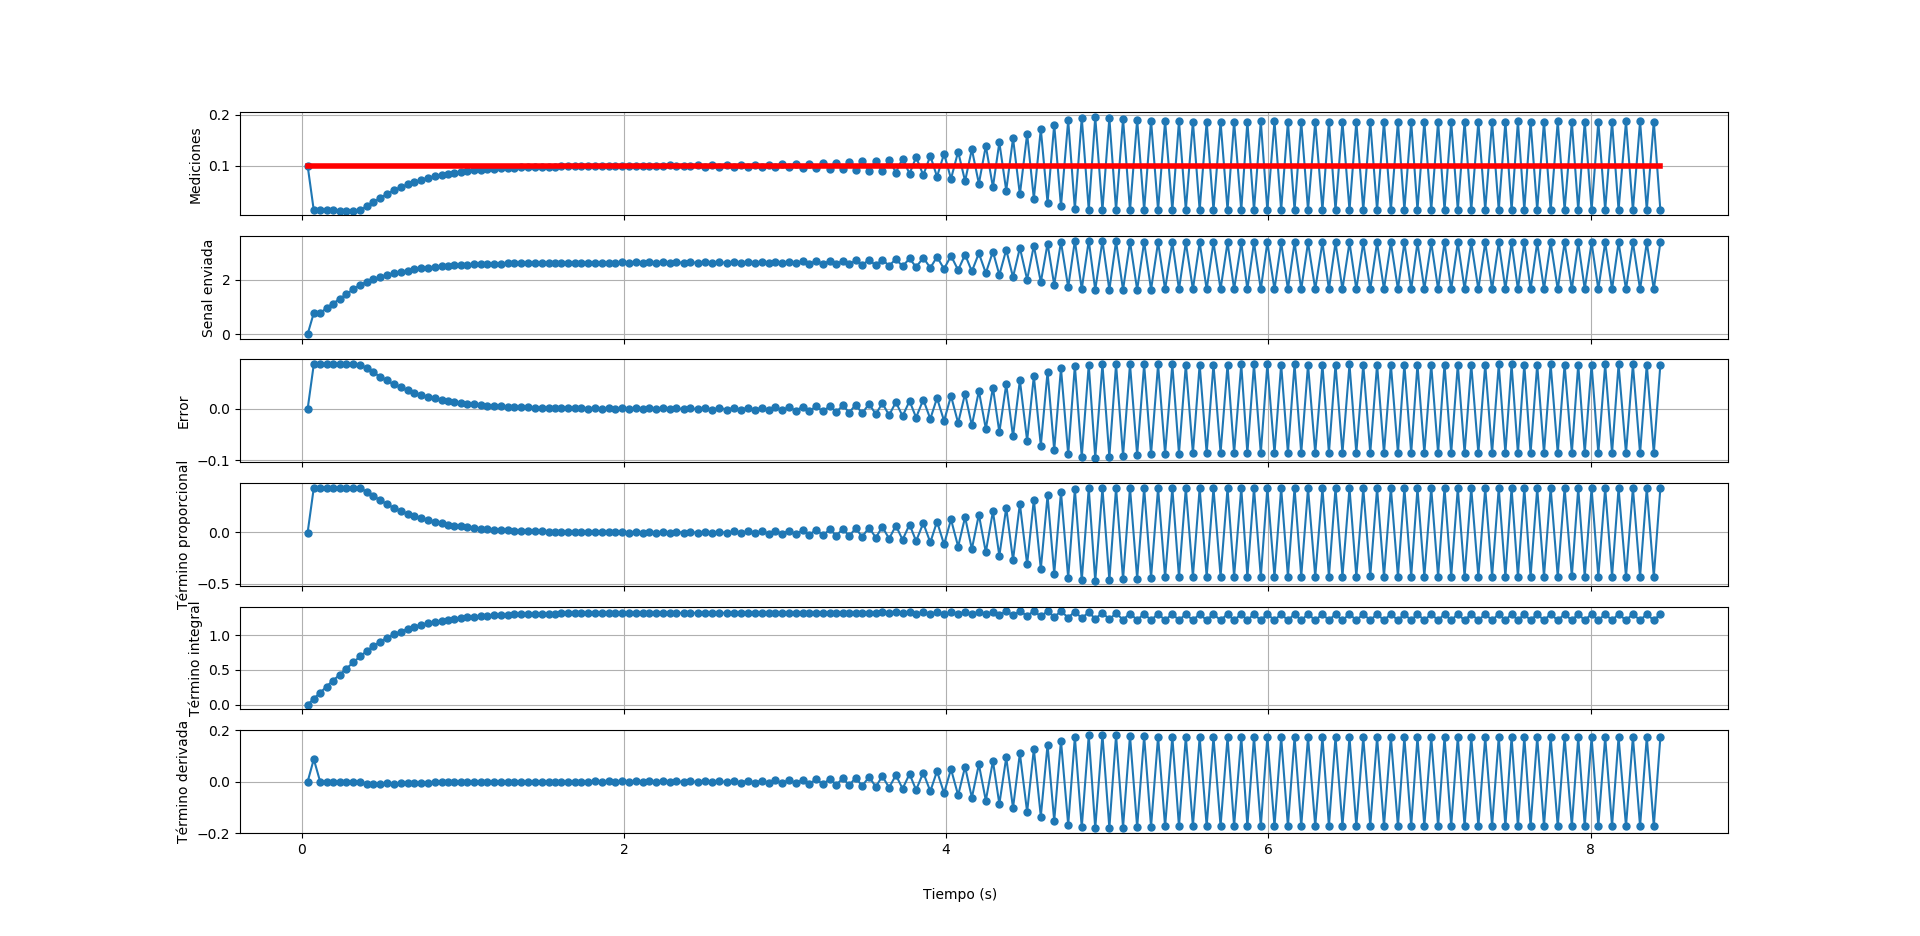 Mediciones
0.2
0.1
Senal enviada
2
0
Error
0.0
−0.1
Término proporcional
0.0
−0.5
Término integral
1.0
0.5
0.0
Término derivada
0.2
0.0
−0.2
0 2 4 6 8
Tiempo (s)